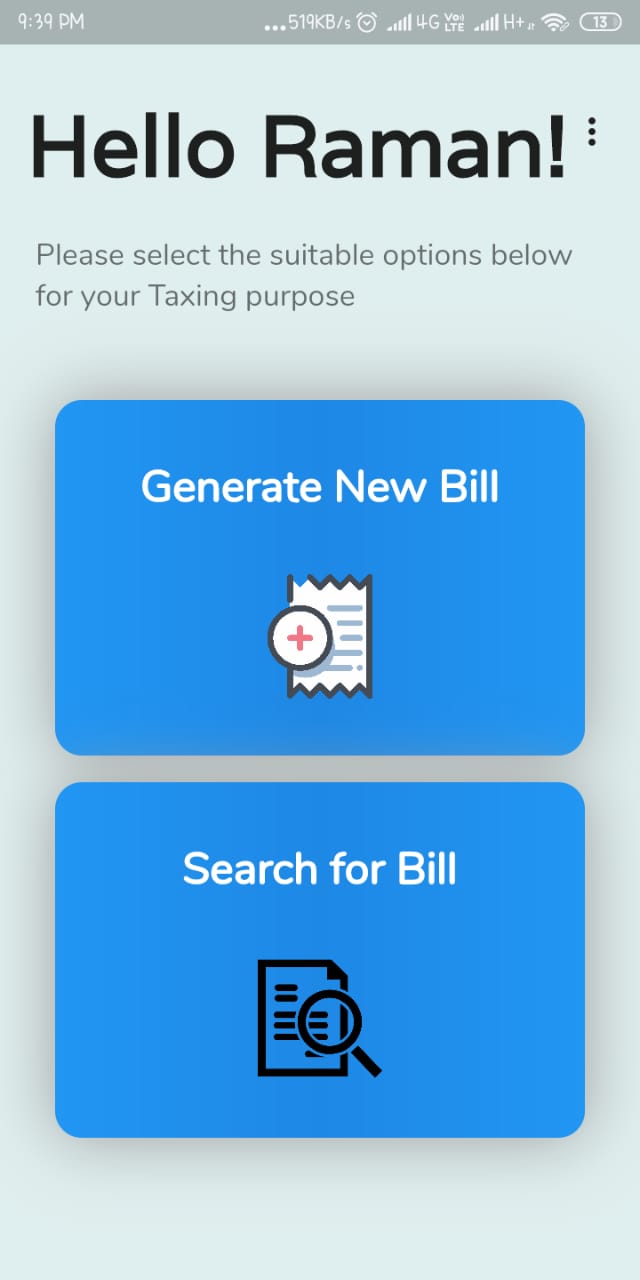 9:39 PM ...519KB/s 4G Vo)) LTE H+ 13
Hello Raman!
Please select the suitable options below
for your Taxing purpose
Generate New Bill
Search for Bill